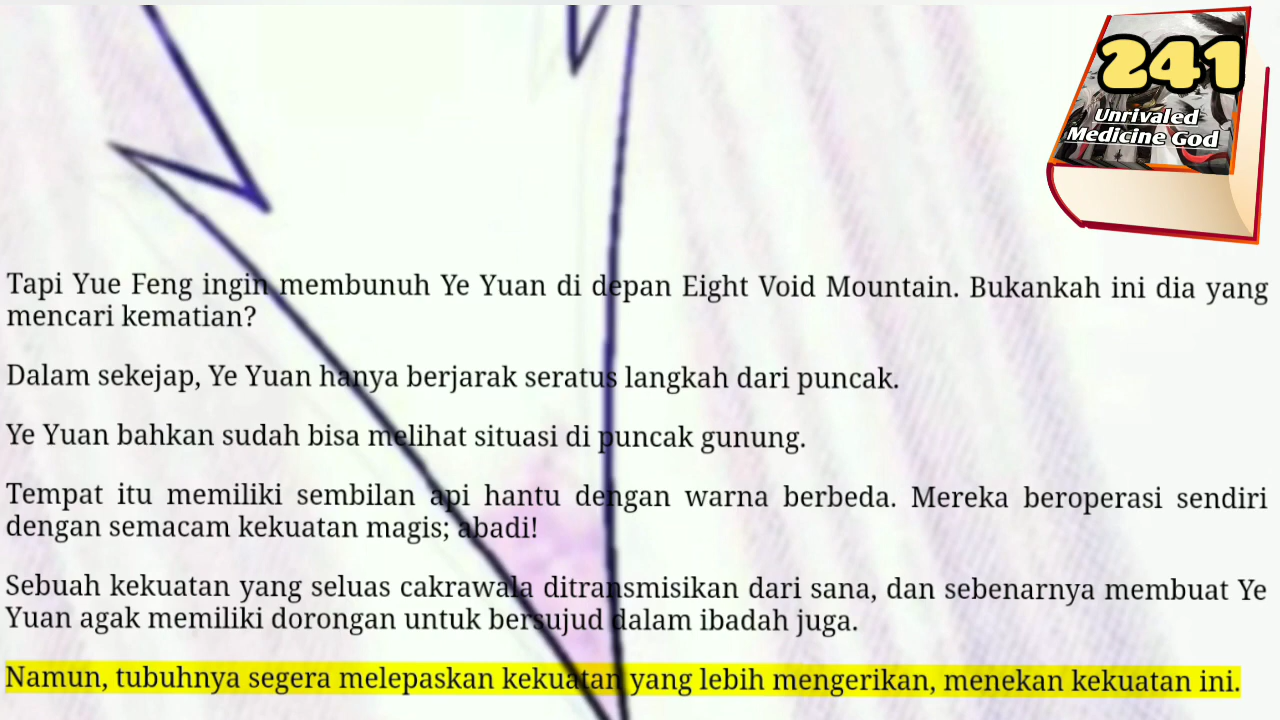 241
Unrivaled
Medicine God
Tapi Yue Feng ingin membunuh Ye Yuan di depan Eight Void Mountain. Bukankah ini dia yang
mencari kematian?
Dalam sekejap, Ye Yuan hanya berjarak seratus langkah dari puncak.
Ye Yuan bahkan sudah bisa melihat situasi di puncak gunung.
Tempat itu memiliki sembilan api hantu dengan warna berbeda. Mereka beroperasi sendiri
dengan semacam kekuatan magis; abadi!
Sebuah kekuatan yang seluas cakrawala ditransmisikan dari sana, dan sebenarnya membuat Ye
Yuan agak memiliki dorongan untuk bersujud dalam ibadah juga.
Namun, tubuhnya segera melepaskan kekuatan yang lebih mengerikan, menekan kekuatan ini.